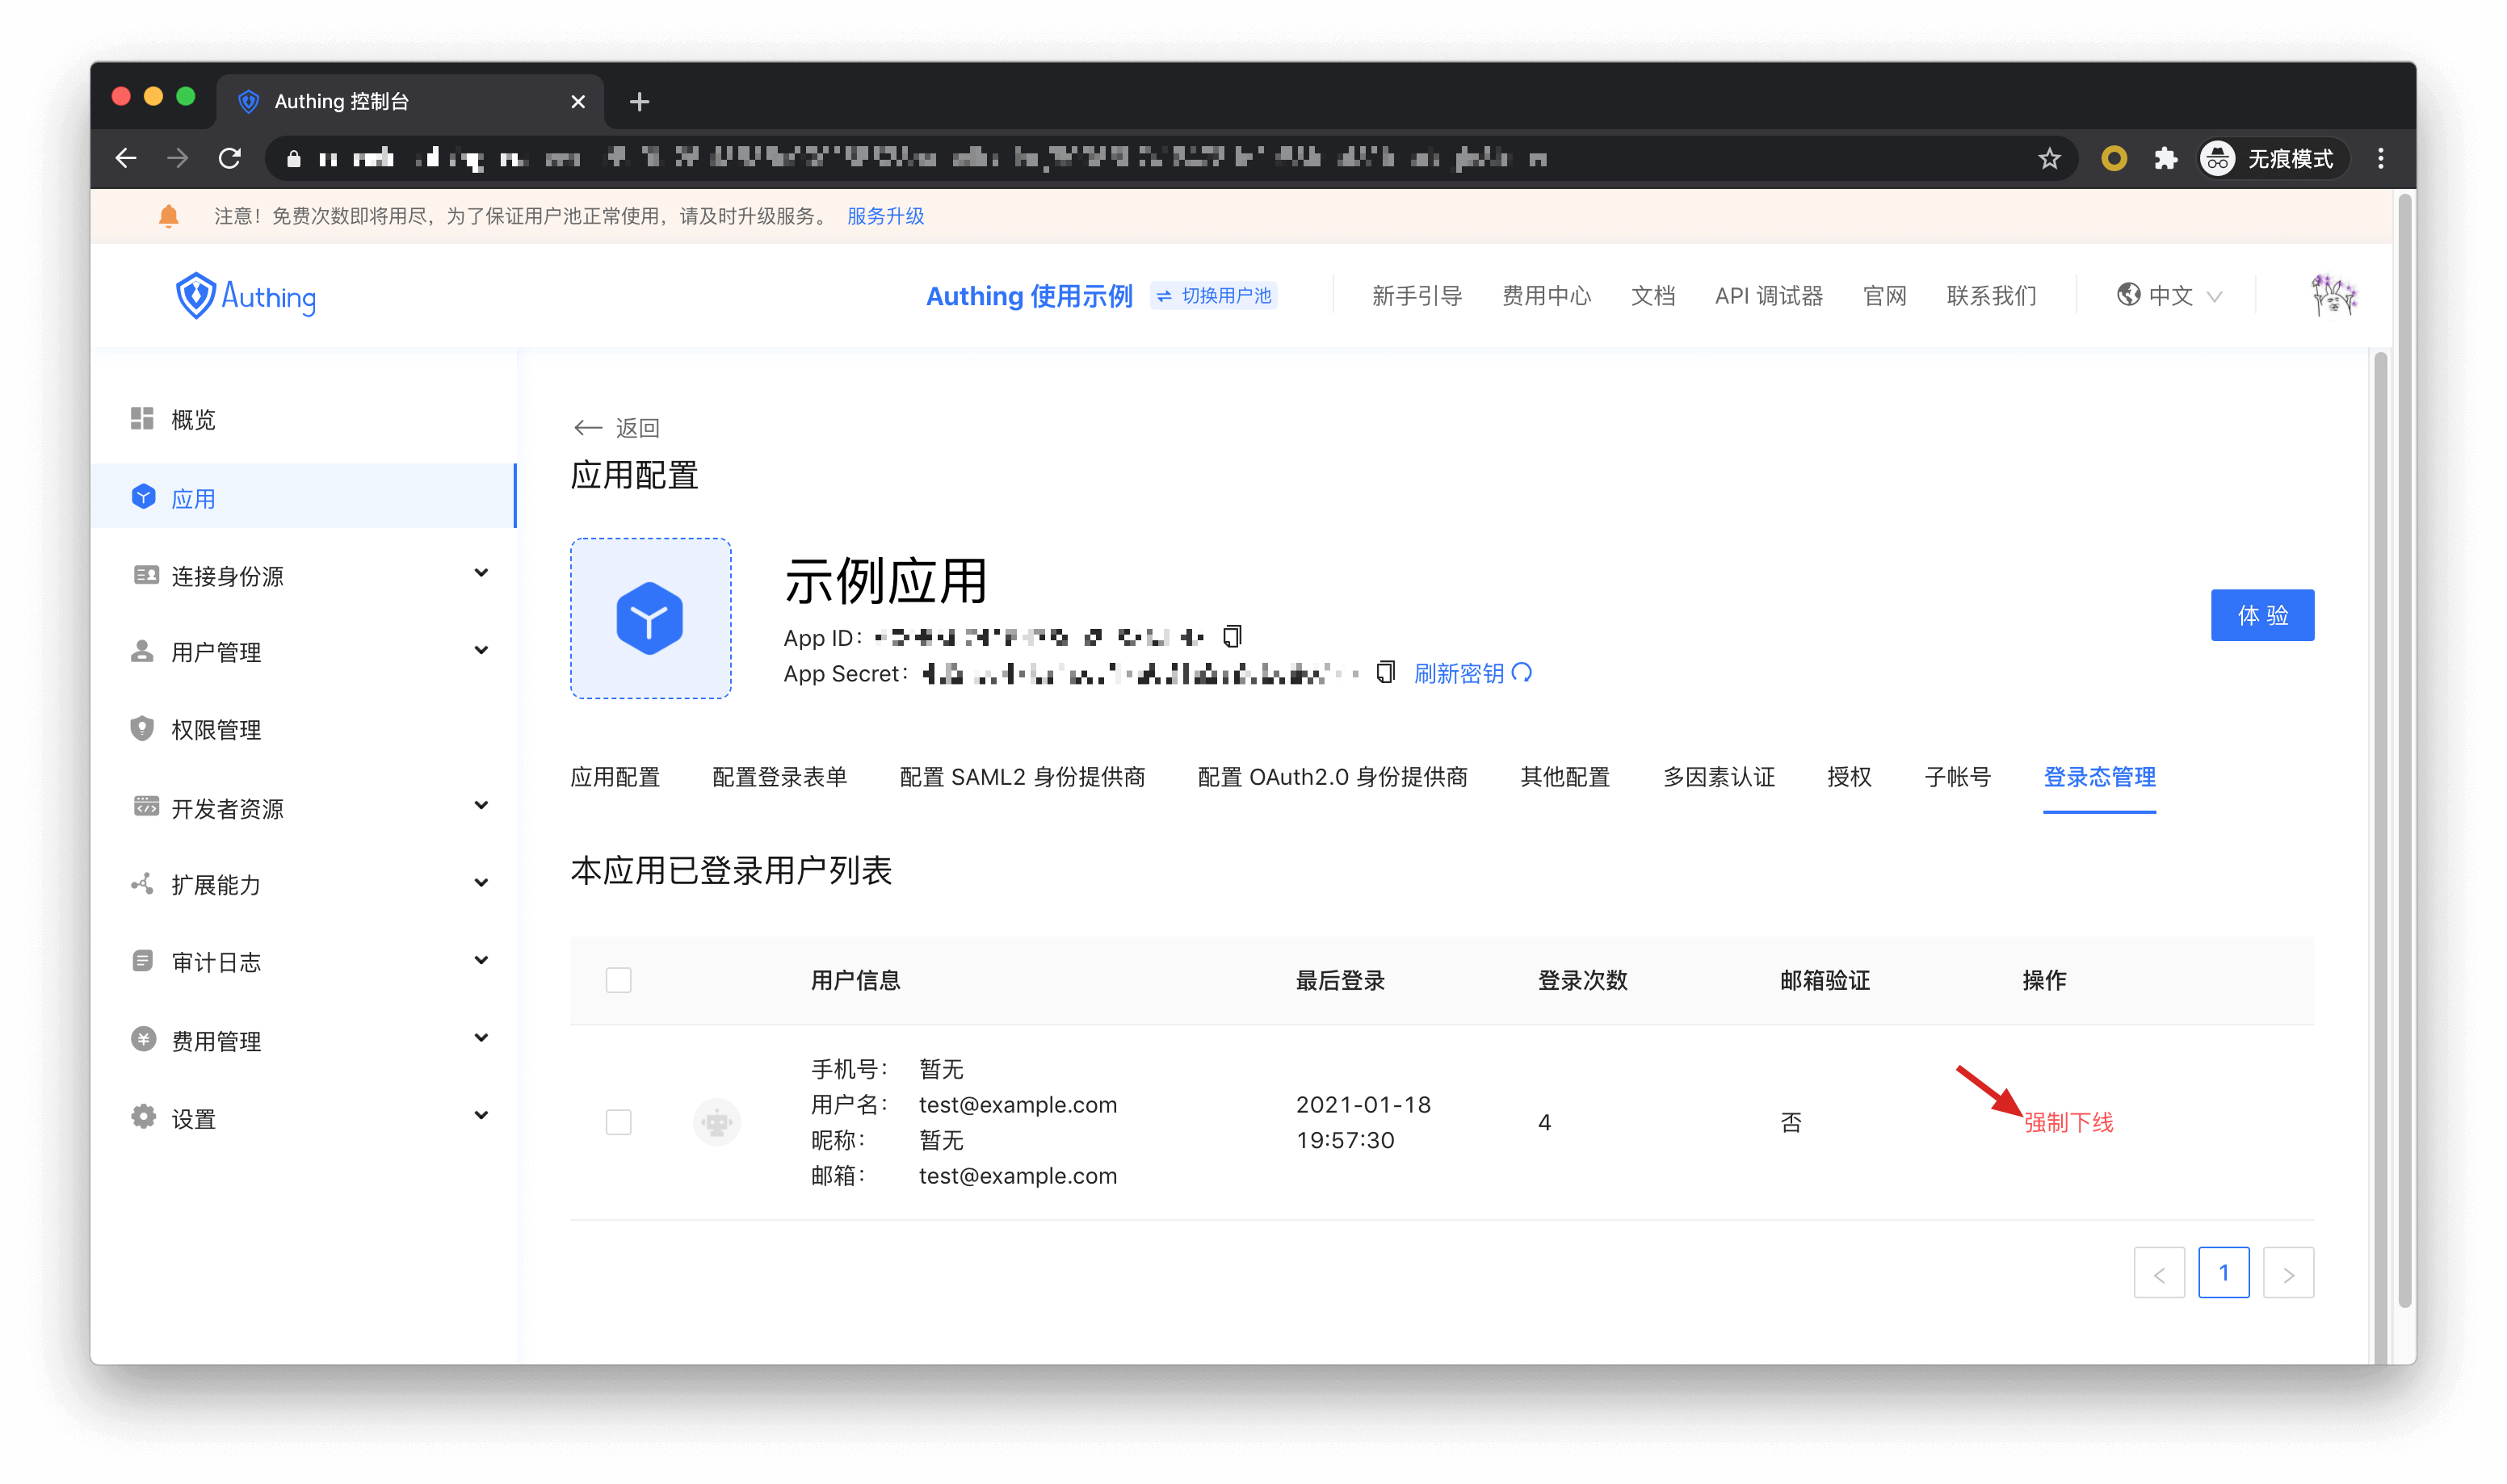 Authing 控制台
无痕模式
注意！免费次数即将用尽，为了保证用户池正常使用，请及时升级服务。 服务升级
Authing
Authing 使用示例 切换用户池 新手引导 费用中心 文档 API 调试器 官网 联系我们 中文
概览
应用
连接身份源
用户管理
权限管理
开发者资源
扩展能力
审计日志
费用管理
设置
返回
应用配置
示例应用
App ID：
App Secret： 刷新密钥
体 验
应用配置 配置登录表单 配置 SAML2 身份提供商 配置 OAuth2.0 身份提供商 其他配置 多因素认证 授权 子帐号 登录态管理
本应用已登录用户列表
用户信息 最后登录 登录次数 邮箱验证 操作
手机号： 暂无
用户名： test@example.com
昵称： 暂无
邮箱： test@example.com
2021-01-18
19:57:30
4
否
强制下线
< 1 >